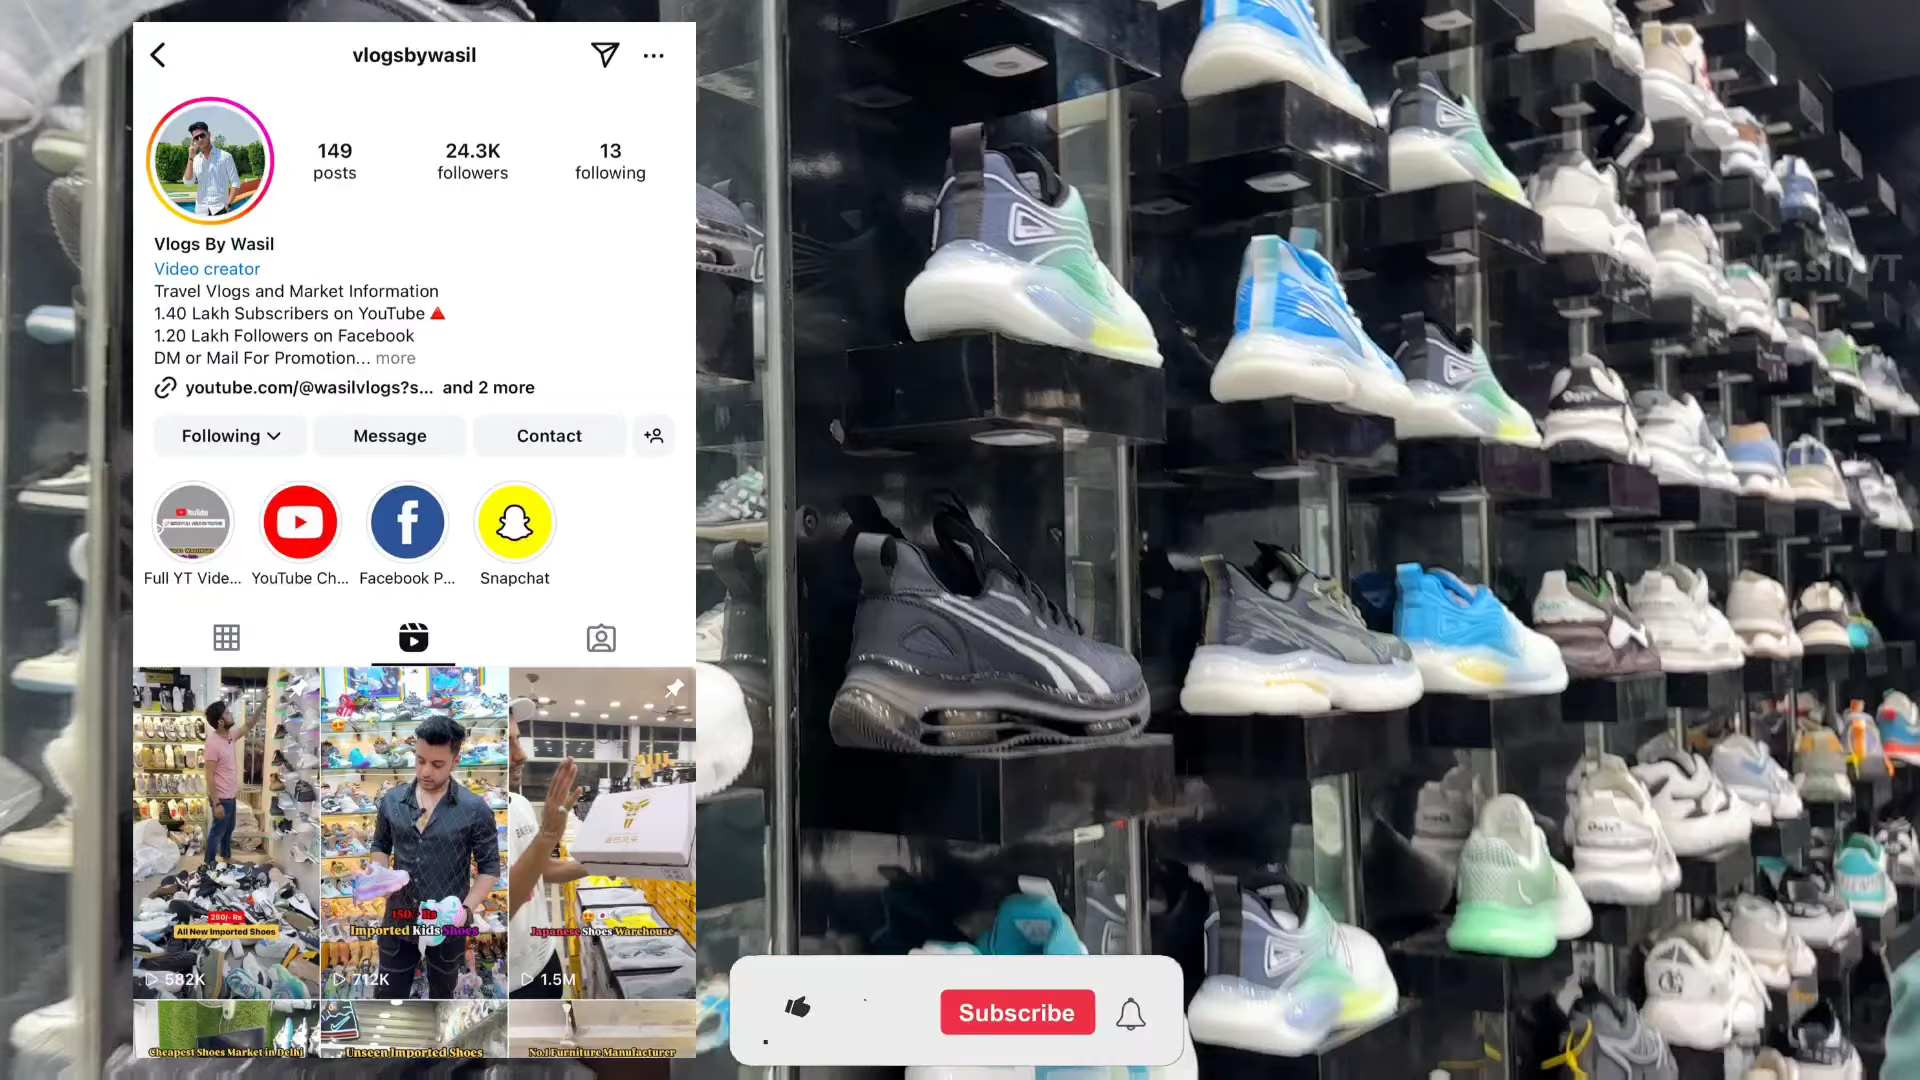 vlogsbywasil
149
posts
24.3K
followers
13
following
Vlogs By Wasil
Video creator
Travel Vlogs and Market Information
1.40 Lakh Subscribers on YouTube
1.20 Lakh Followers on Facebook
DM or Mail For Promotion... more
youtube.com/@wasilvlogs?s... and 2 more
Following
Message
Contact
YouTube
Full YT Vide...
YouTube Ch...
Facebook P...
Snapchat
250/- Rs
All New Imported Shoes
582K
150/- Rs
Imported Kids Shoes
712K
Japanese Shoes Warehouse
1.5M
Cheapest Shoes Market in Delhi
Unseen Imported Shoes
No.1 Furniture Manufacturer
Subscribe